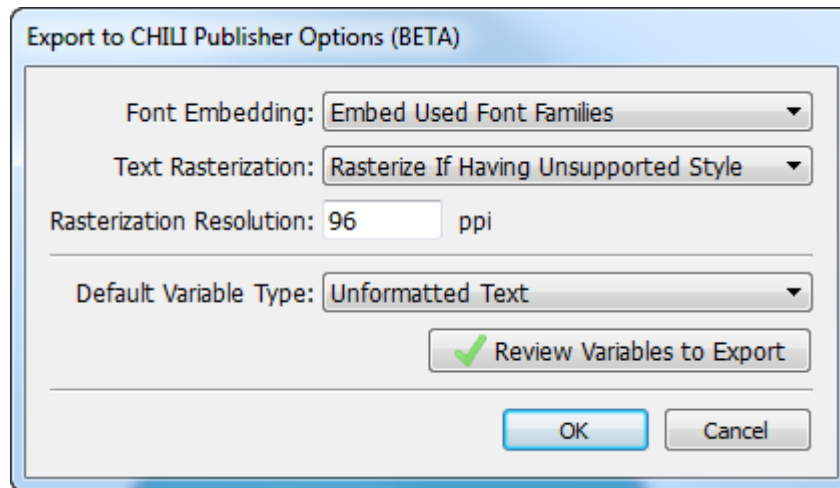 Export to CHILI Publisher Options (BETA)
Font Embedding: Embed Used Font Families
Text Rasterization: Rasterize If Having Unsupported Style
Rasterization Resolution: 96 ppi
Default Variable Type: Unformatted Text
Review Variables to Export
OK Cancel